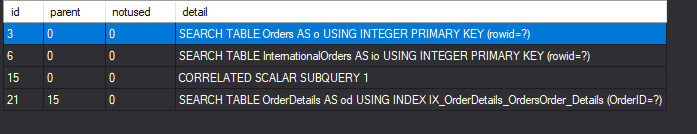 id parent notused detail
3 0 0 SEARCH TABLE Orders AS o USING INTEGER PRIMARY KEY (rowid=?)
6 0 0 SEARCH TABLE InternationalOrders AS io USING INTEGER PRIMARY KEY (rowid=?)
15 0 0 CORRELATED SCALAR SUBQUERY 1
21 15 0 SEARCH TABLE OrderDetails AS od USING INDEX IX_OrderDetails_OrdersOrder_Details (OrderID=?)